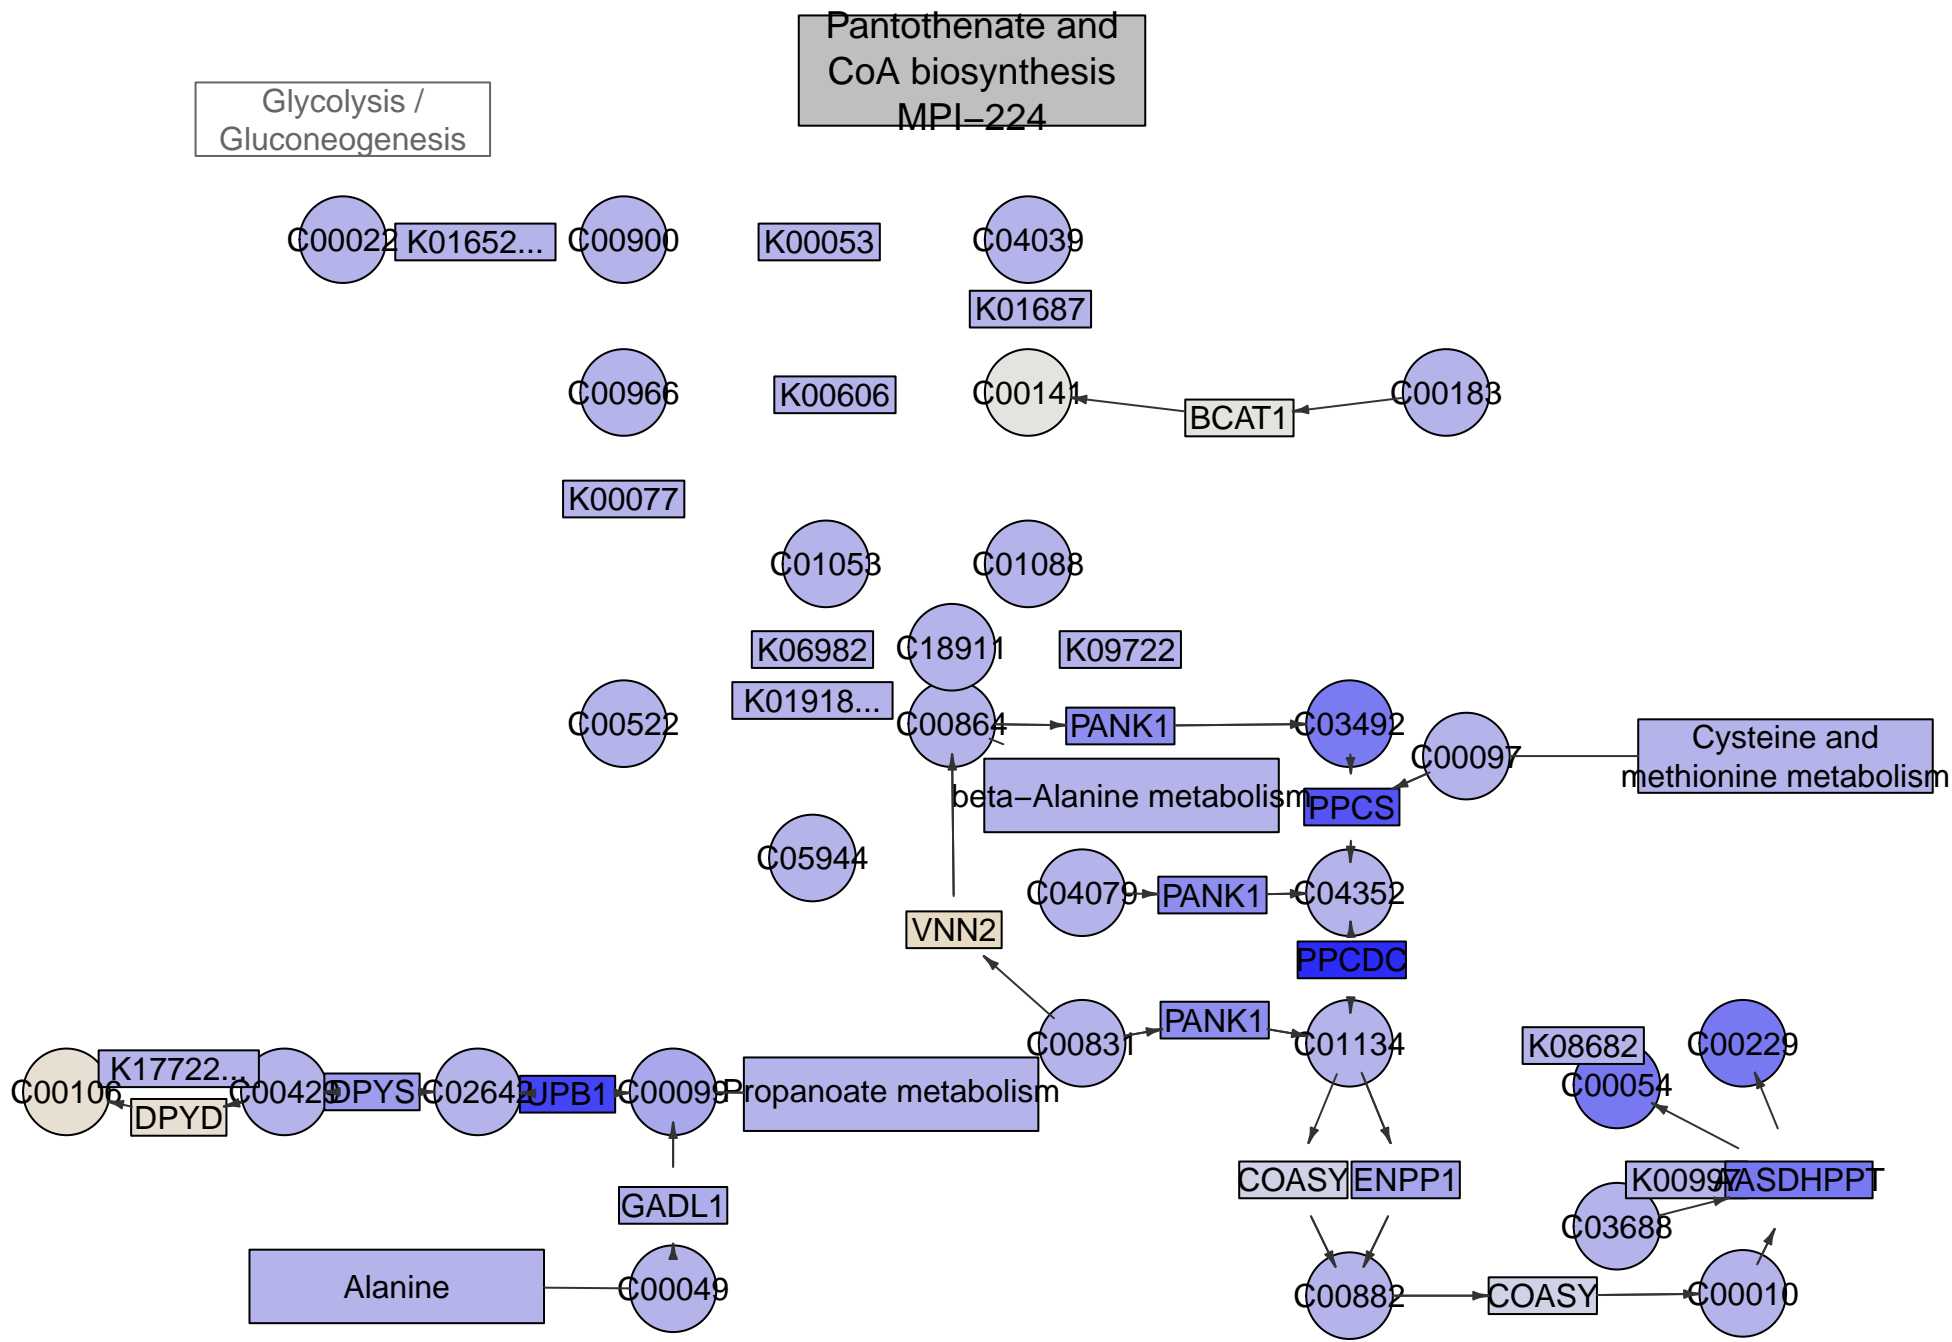 Pantothenate and
CoA biosynthesis
MPI−224
Glycolysis /
Gluconeogenesis
C00022
K01652...
C00900
K00053
C04039
K01687
C00966
K00606
C00141
BCAT1
C00183
K00077
C01053
C01088
K06982
C18911
K09722
K01918...
C00522
C00864
PANK1
C03492
C00097
Cysteine and
methionine metabolism
beta−Alanine metabolism
PPCS
C05944
C04079
PANK1
C04352
VNN2
PPCDC
C00831
PANK1
C01134
K08682
C00229
C00054
C00106
K17722...
DPYD
C00429
DPYS
C02642
UPB1
C00099
Propanoate metabolism
COASY
ENPP1
K00997
AASDHPPT
GADL1
C03688
Alanine
C00049
C00882
COASY
C00010